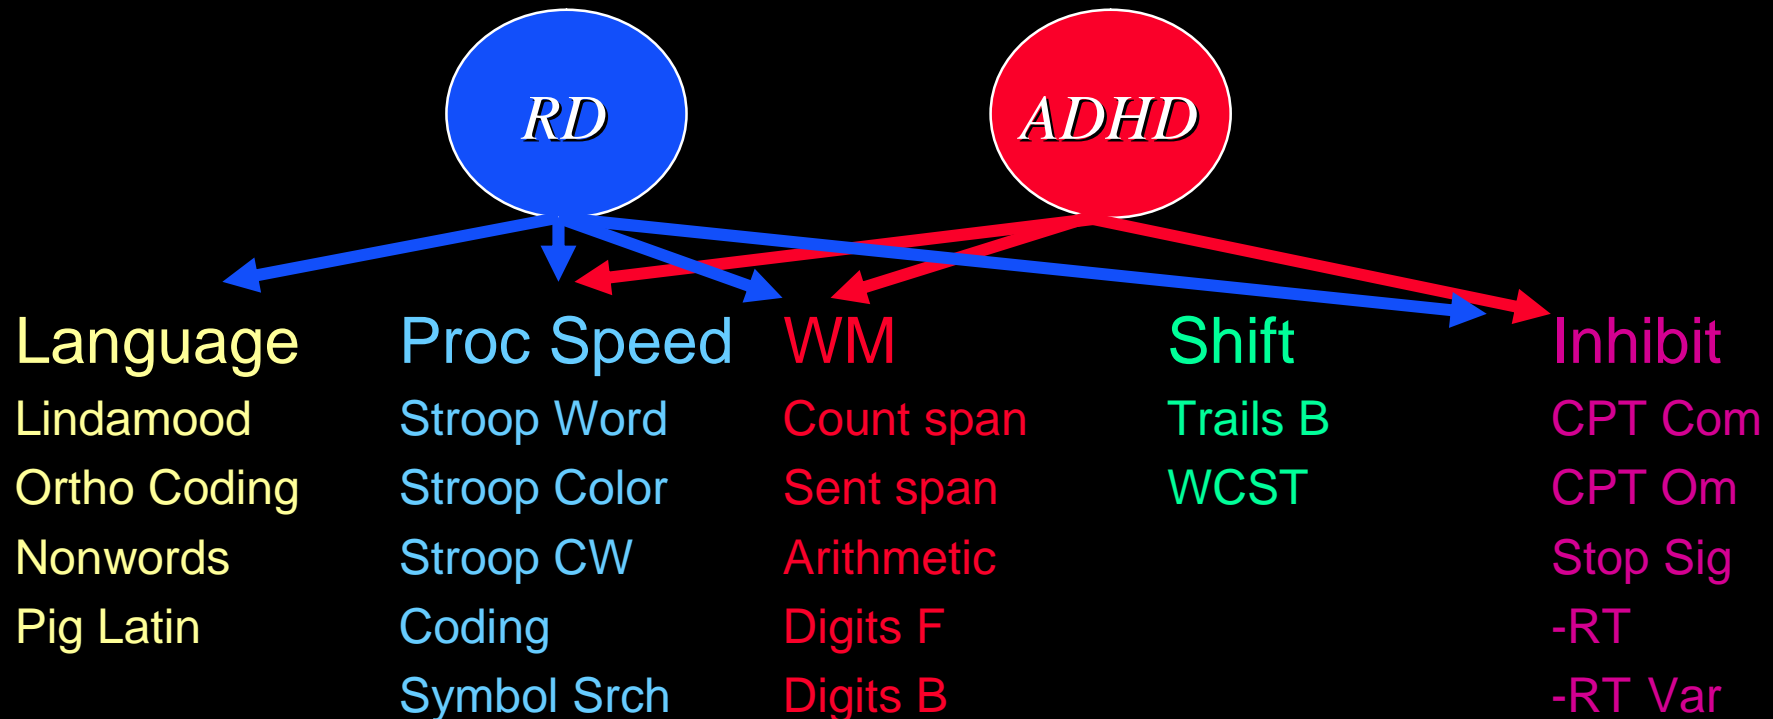 RD ADHD
Language Proc Speed WM Shift Inhibit
Lindamood Stroop Word Count span Trails B CPT Com
Ortho Coding Stroop Color Sent span WCST CPT Om
Nonwords Stroop CW Arithmetic Stop Sig
Pig Latin Coding Digits F -RT
Symbol Srch Digits B -RT Var